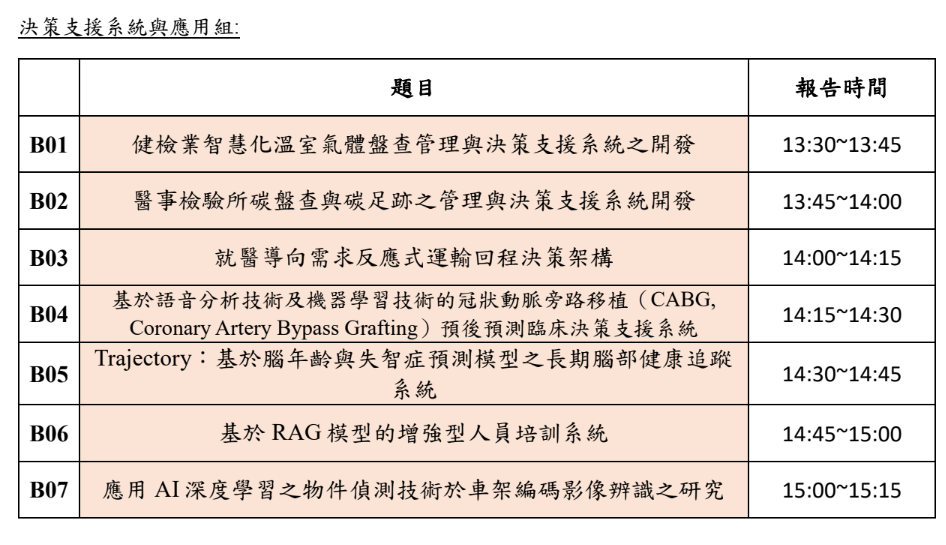 決策支援系統與應用組:
題目 報告時間
B01 健檢業智慧化溫室氣體盤查管理與決策支援系統之開發 13:30~13:45
B02 醫事檢驗所碳盤查與碳足跡之管理與決策支援系統開發 13:45~14:00
B03 就醫導向需求反應式運輸回程決策架構 14:00~14:15
基於語音分析技術及機器學習技術的冠狀動脈旁路移植（CABG,
B04 Coronary Artery Bypass Grafting）預後預測臨床決策支援系統 14:15~14:30
Trajectory：基於腦年齡與失智症預測模型之長期腦部健康追蹤
B05 系統 14:30~14:45
B06 基於 RAG 模型的增強型人員培訓系統 14:45~15:00
B07 應用 AI 深度學習之物件偵測技術於車架編碼影像辨識之研究 15:00~15:15